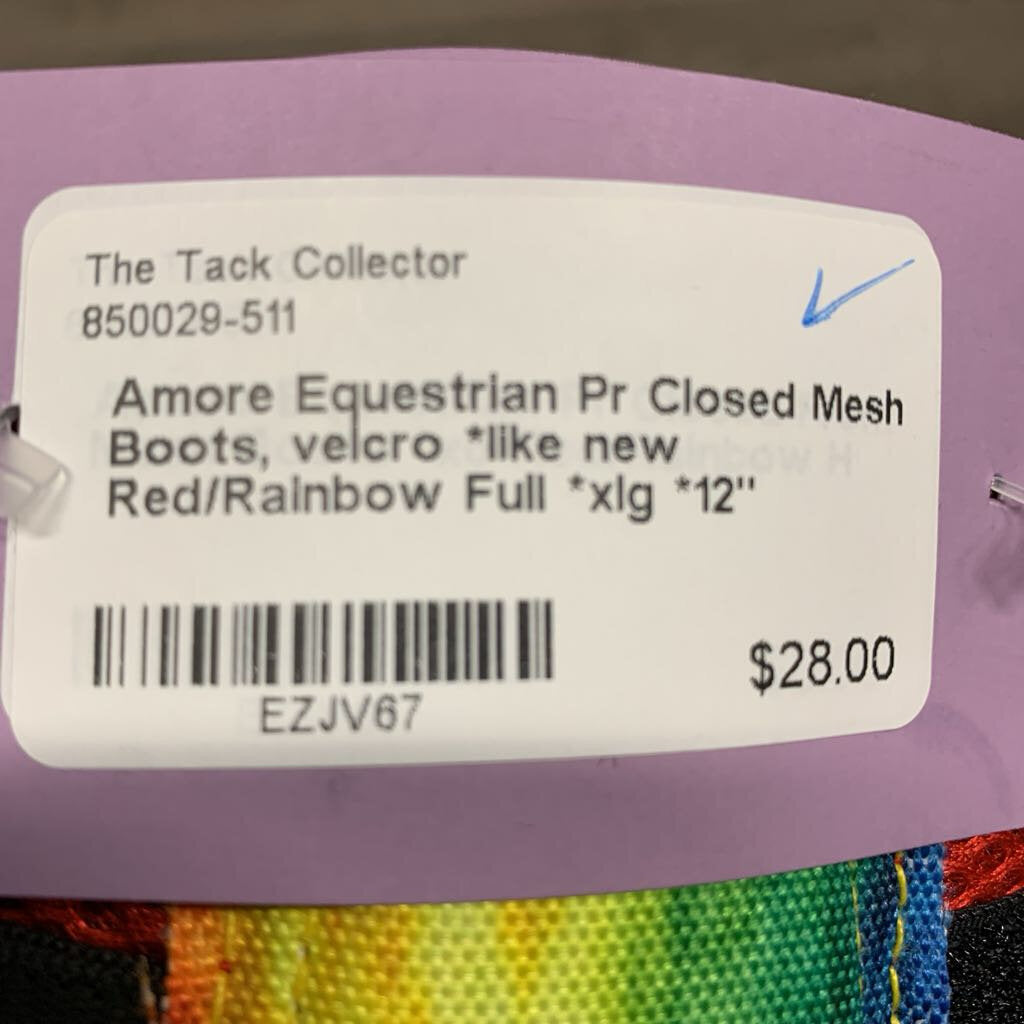 The Tack Collector
850029-511
Amore Equestrian Pr Closed Mesh
Boots, velcro *like new
Red/Rainbow Full *xlg *12"
EZJV67
$28.00